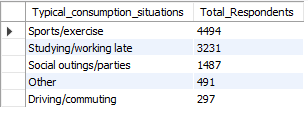 Typical_consumption_situations Total_Respondents
Sports/exercise 4494
Studying/working late 3231
Social outings/parties 1487
Other 491
Driving/commuting 297